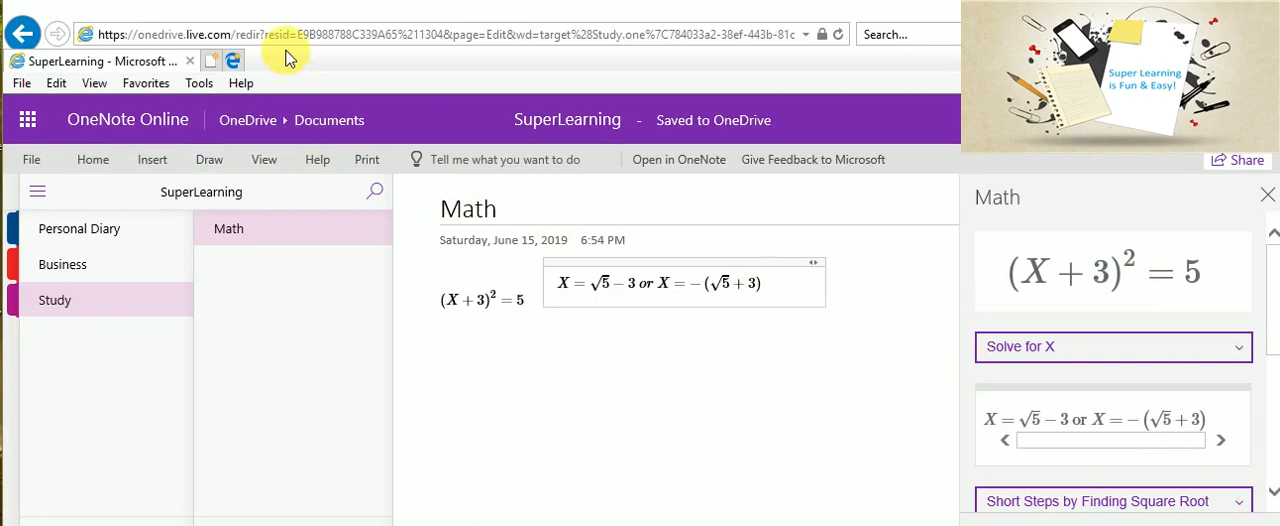 https://onedrive.live.com/redir?resid=E9B988788C339A65%211304&page=Edit&wd=target%28Study.one%7C784033a2-38ef-443b-81c
Search...
SuperLearning - Microsoft ...
File Edit View Favorites Tools Help
Super Learning
is Fun & Easy!
OneNote Online OneDrive Documents SuperLearning - Saved to OneDrive
File Home Insert Draw View Help Print Tell me what you want to do Open in OneNote Give Feedback to Microsoft Share
SuperLearning
Personal Diary
Business
Study
Math
Math
Saturday, June 15, 2019 6:54 PM
(X + 3)² = 5
X = √5 − 3 or X = − (√5 + 3)
Math
(X + 3)² = 5
Solve for X
X = √5 − 3 or X = − (√5 + 3)
Short Steps by Finding Square Root